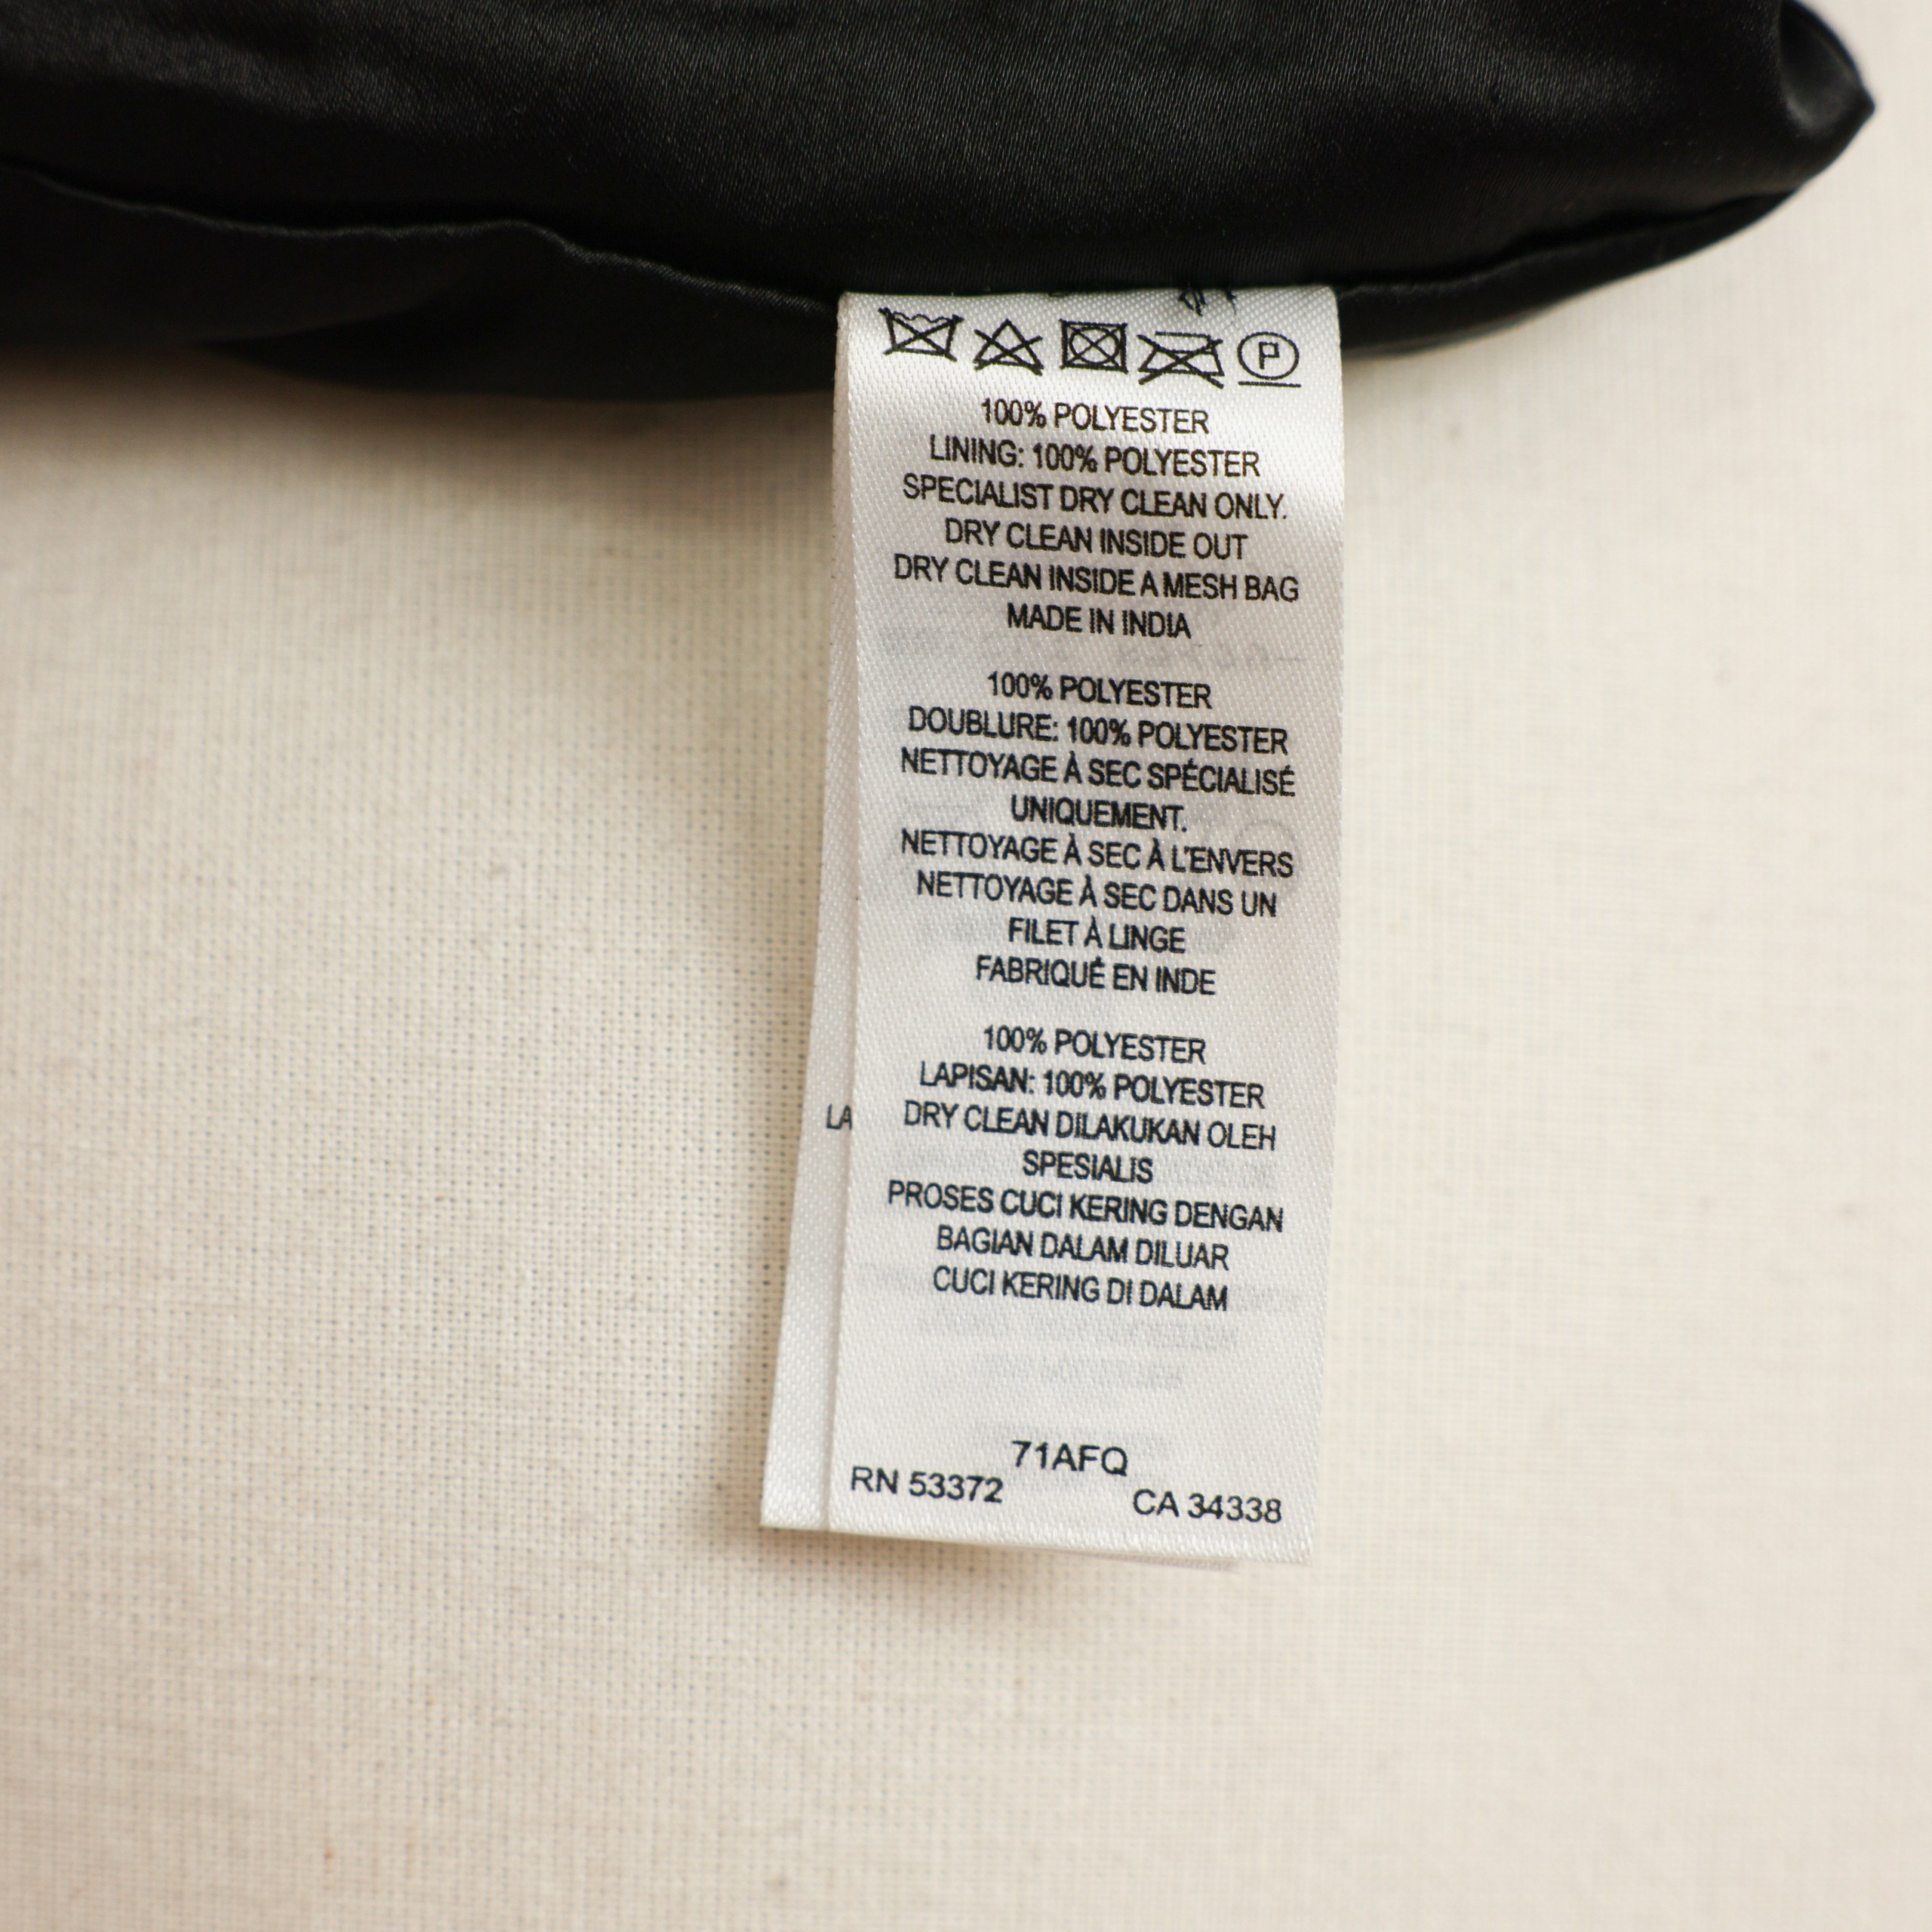 P
100% POLYESTER
LINING: 100% POLYESTER
SPECIALIST DRY CLEAN ONLY.
DRY CLEAN INSIDE OUT
DRY CLEAN INSIDE A MESH BAG
MADE IN INDIA
100% POLYESTER
DOUBLURE: 100% POLYESTER
NETTOYAGE À SEC SPÉCIALISÉ
UNIQUEMENT.
NETTOYAGE À SEC À L'ENVERS
NETTOYAGE À SEC DANS UN
FILET À LINGE
FABRIQUÉ EN INDE
100% POLYESTER
LAPISAN: 100% POLYESTER
DRY CLEAN DILAKUKAN OLEH
SPESIALIS
PROSES CUCI KERING DENGAN
BAGIAN DALAM DILUAR
CUCI KERING DI DALAM
LA
71AFQ
RN 53372 CA 34338